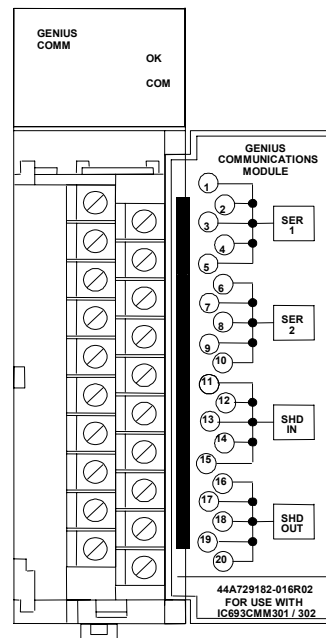 GENIUS
COMM
OK
COM
GENIUS
COMMUNICATIONS
MODULE
1
2
3
4
5
SER
1
6
7
8
9
10
SER
2
11
12
13
14
15
SHD
IN
16
17
18
19
20
SHD
OUT
44A729182-016R02
FOR USE WITH
IC693CMM301 / 302